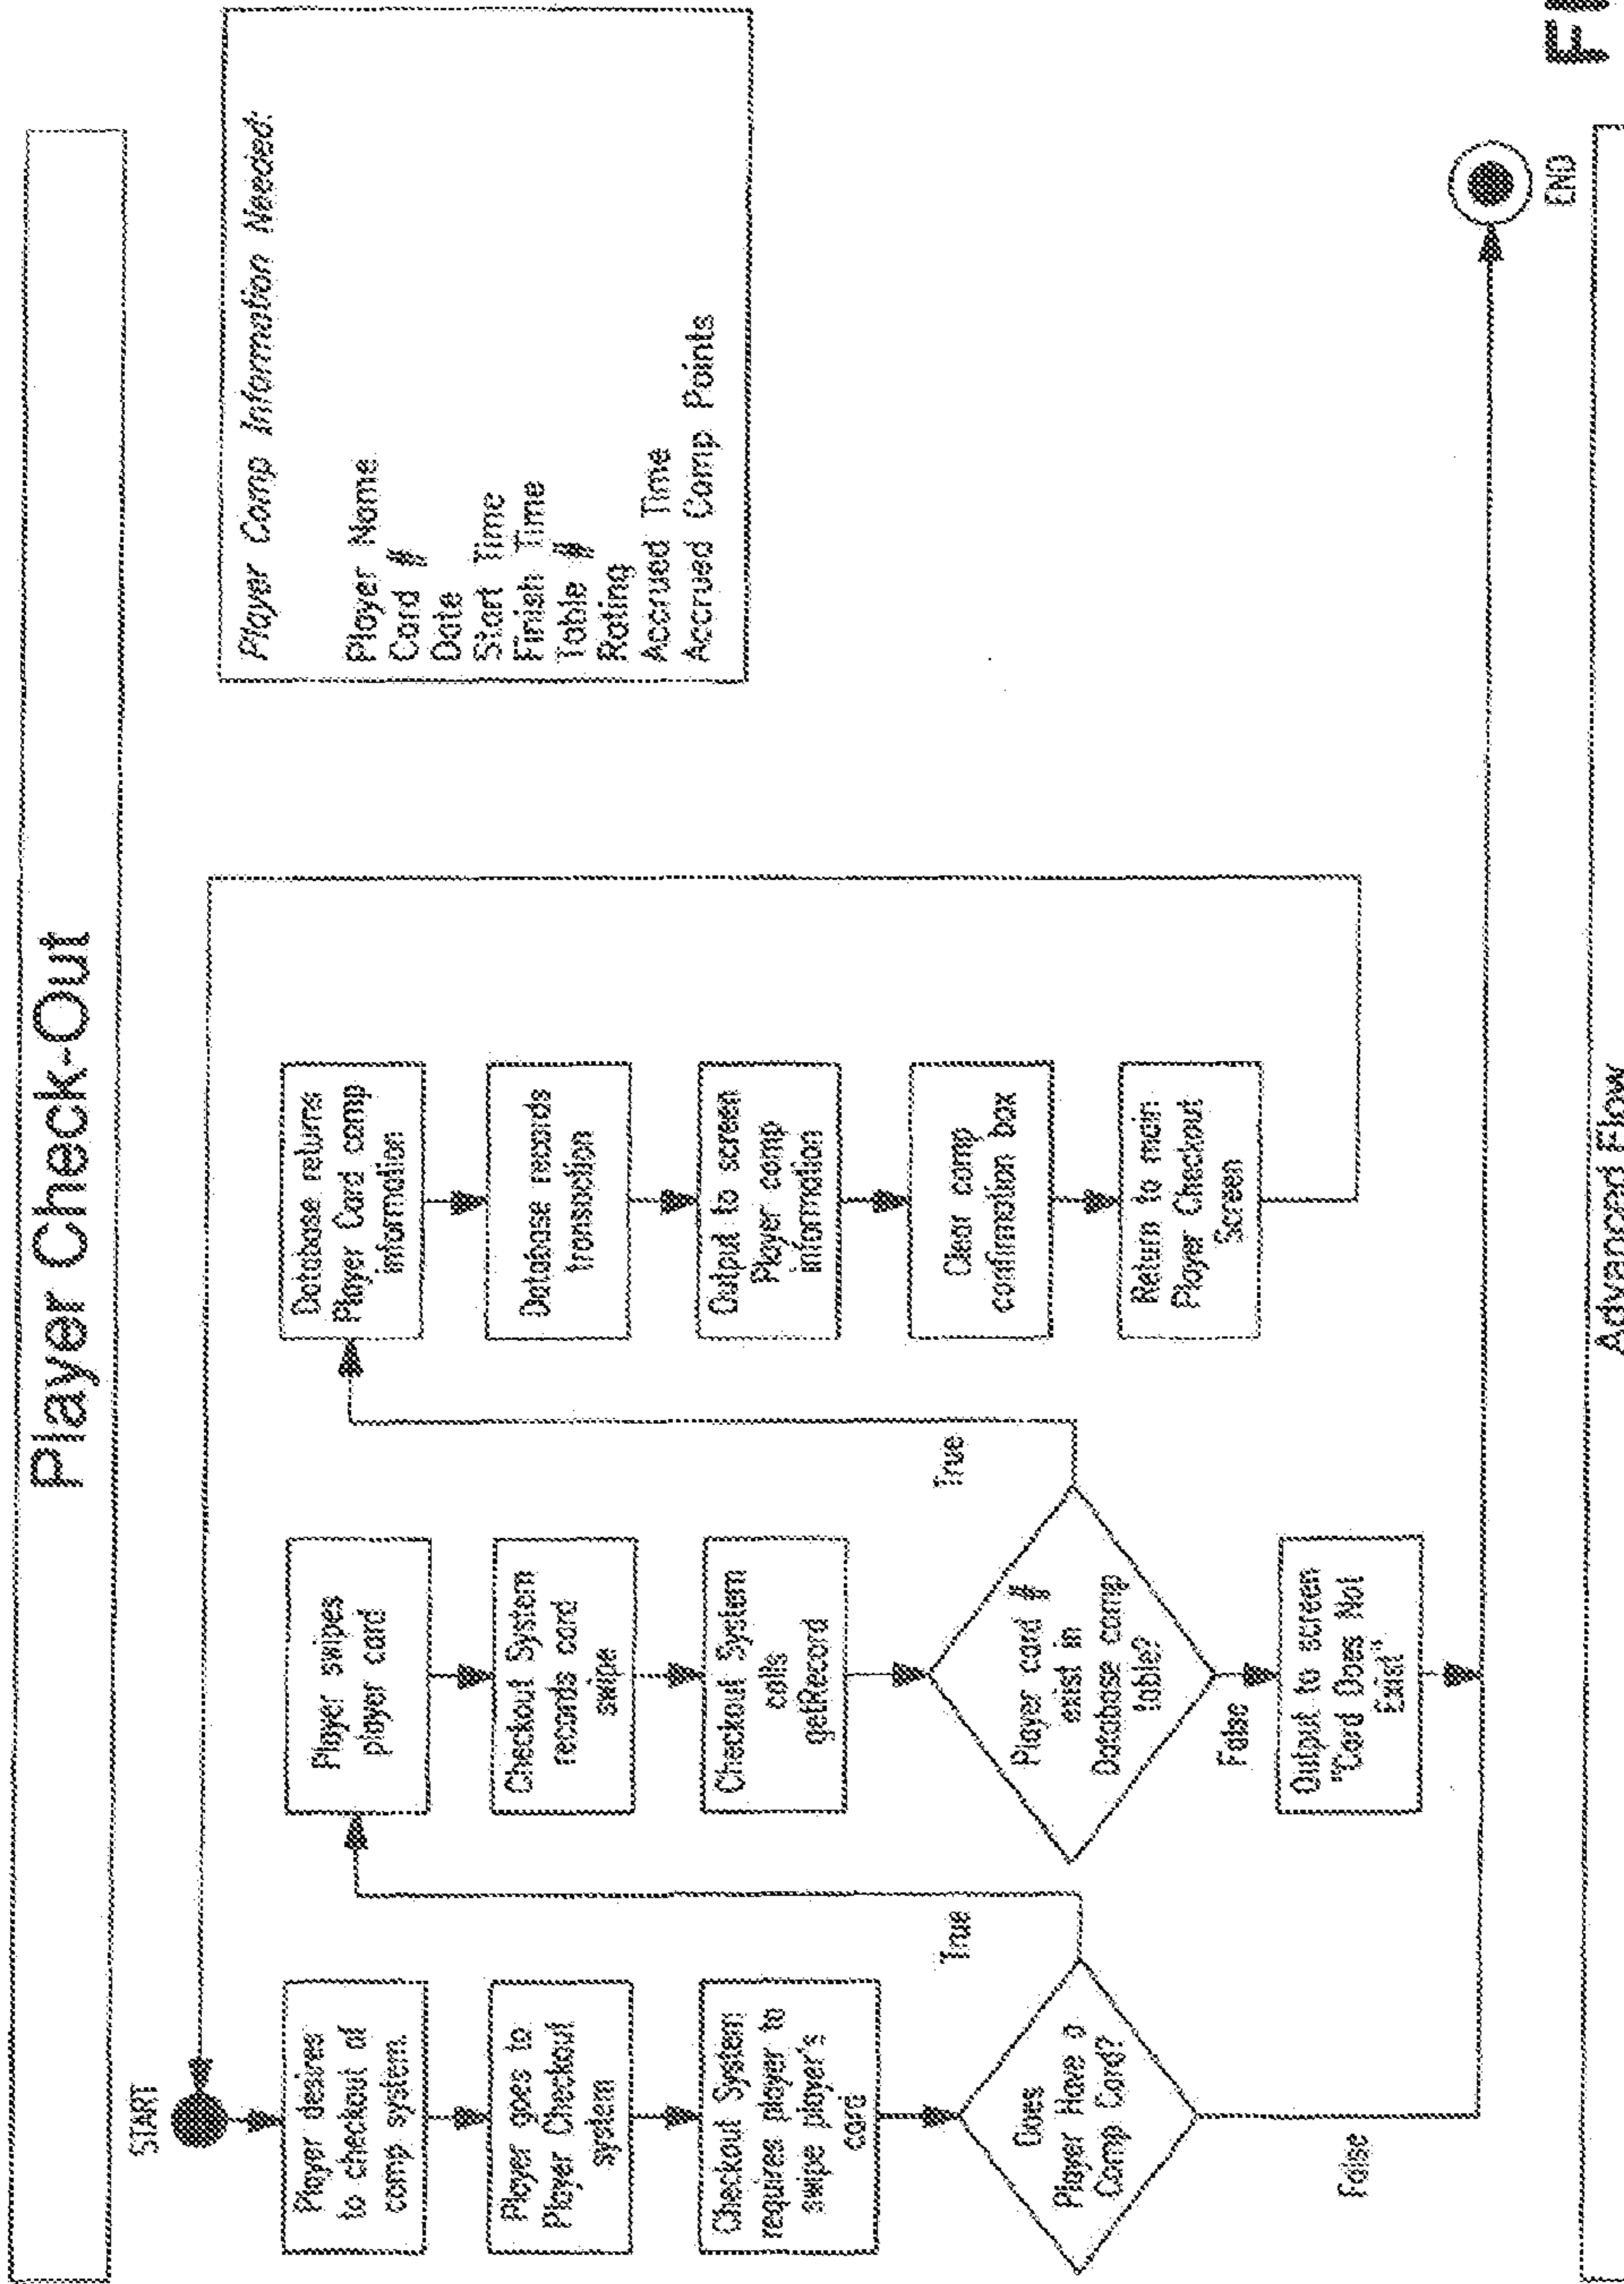 Player Check-Out
START
Player desires
to checkout of
comp system
Player goes to
Player Checkout
system
Checkout System
requires player to
swipe player's
card
Does
Player Have a
Comp Card?
True
False
Player swipes
player card
Checkout System
records card
swipe
Checkout System
calls
getRecord
Player card #
exist in
Database comp
table?
True
False
Output to screen
"Card Does Not
Exist"
Database returns
Player Card comp
information
Database records
transaction
Output to screen
Player comp
information
Clear comp
confirmation box
Return to main
Player Checkout
Screen
Player Comp Information Needed:
Player Name
Card #
Date
Start Time
Finish Time
Table #
Rating
Accrued Time
Accrued Comp Points
END
Advanced Flow